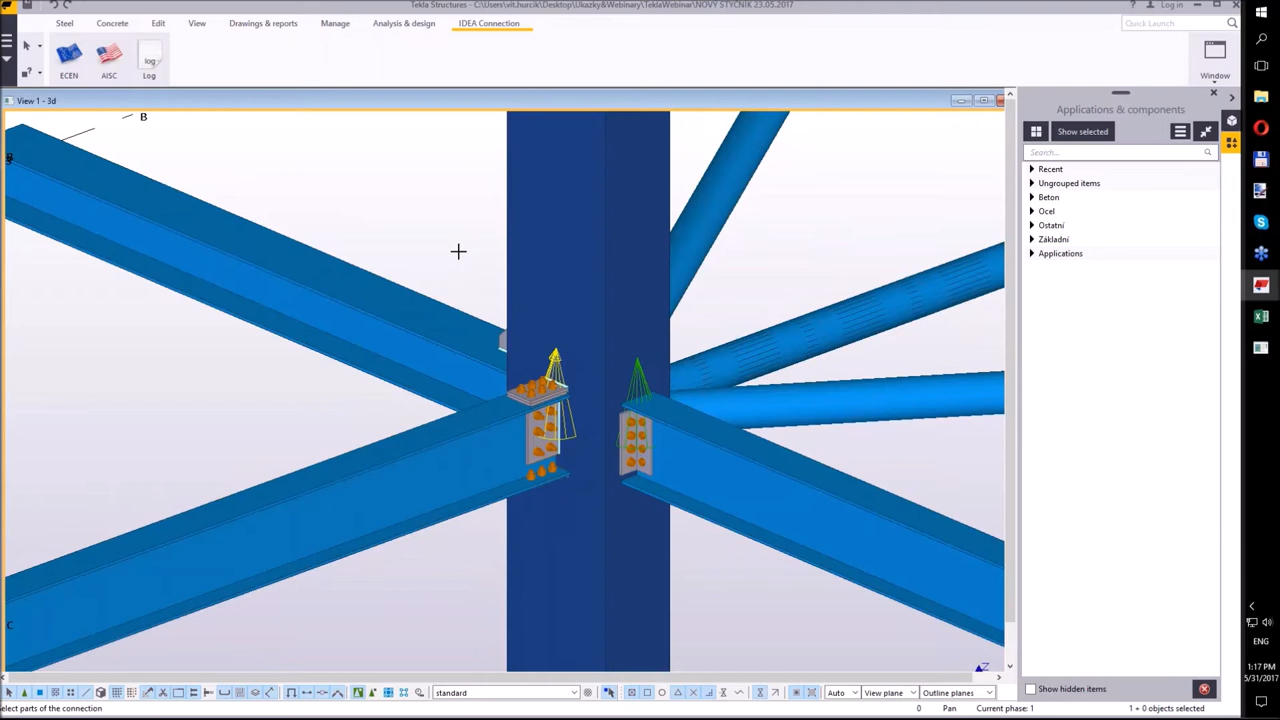 Tekla Structures - C:\Users\vit.hurcik\Desktop\Ukazky&Webinary\TeklaWebinar\NOVY STYCNIK 23.05.2017
Log in
Steel Concrete Edit View Drawings & reports Manage Analysis & design IDEA Connection
Quick Launch
log
ECEN AISC Log
Window
View 1 - 3d
B
C
Z
Applications & components
Show selected
Search...
Recent
Ungrouped items
Beton
Ocel
Ostatní
Základní
Applications
Show hidden items
standard
Auto
View plane
Outline planes
elect parts of the connection
0
Pan
Current phase: 1
1 + 0 objects selected
ENG
1:17 PM
5/31/2017